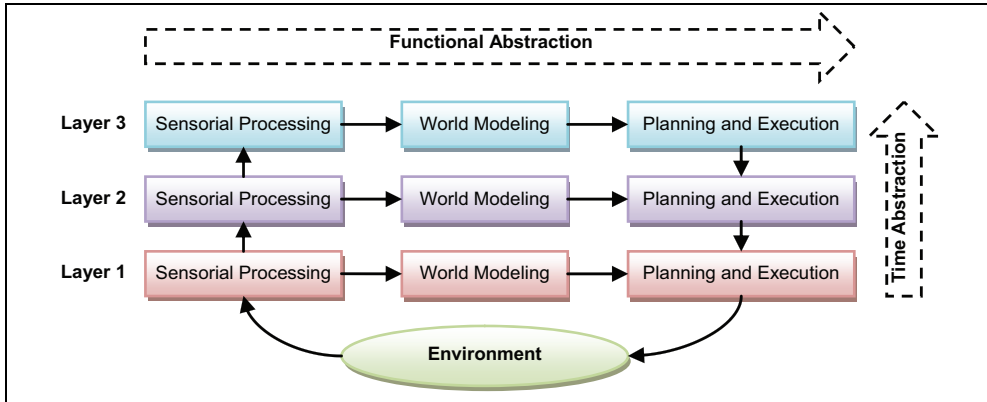 Functional Abstraction
Layer 3
Sensorial Processing
World Modeling
Planning and Execution
Layer 2
Sensorial Processing
World Modeling
Planning and Execution
Layer 1
Sensorial Processing
World Modeling
Planning and Execution
Time Abstraction
Environment